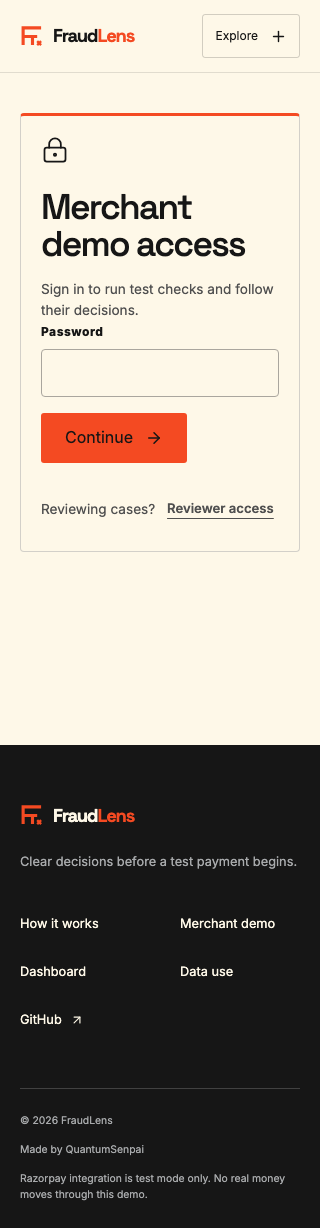 FraudLens
Explore
Merchant
demo access
Sign in to run test checks and follow
their decisions.
Password
Continue
Reviewing cases? Reviewer access
FraudLens
Clear decisions before a test payment begins.
How it works Merchant demo
Dashboard Data use
GitHub
© 2026 FraudLens
Made by QuantumSenpai
Razorpay integration is test mode only. No real money
moves through this demo.